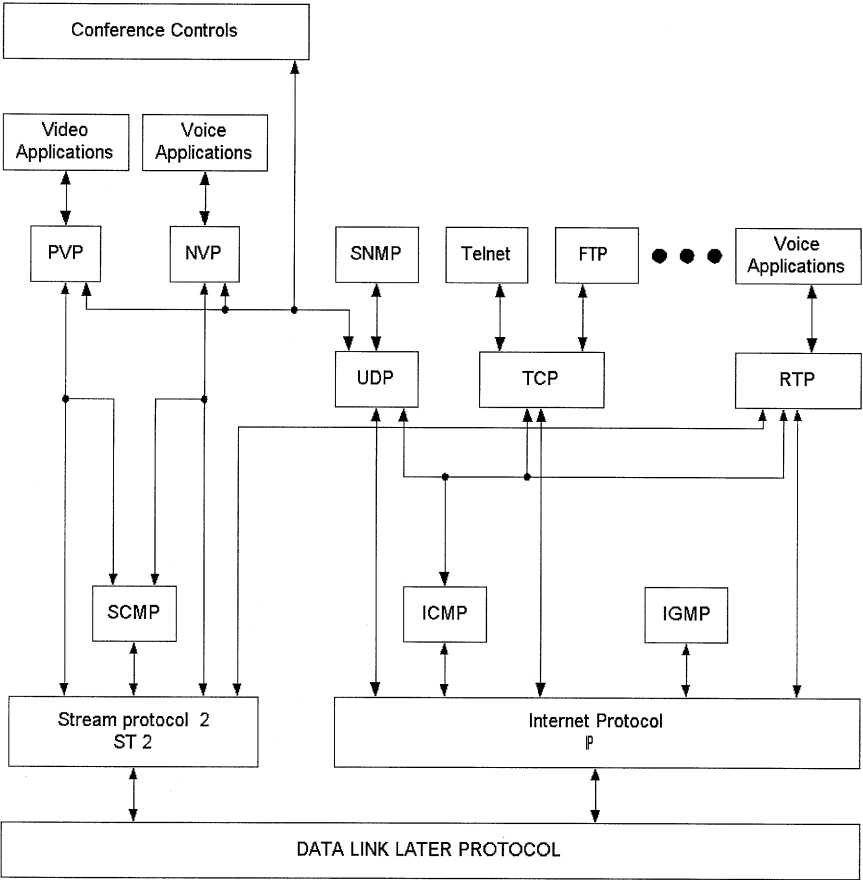 Conference Controls
Video
Applications
Voice
Applications
PVP
NVP
SNMP
Telnet
FTP
Voice
Applications
UDP
TCP
RTP
SCMP
ICMP
IGMP
Stream protocol 2
ST 2
Internet Protocol
IP
DATA LINK LATER PROTOCOL